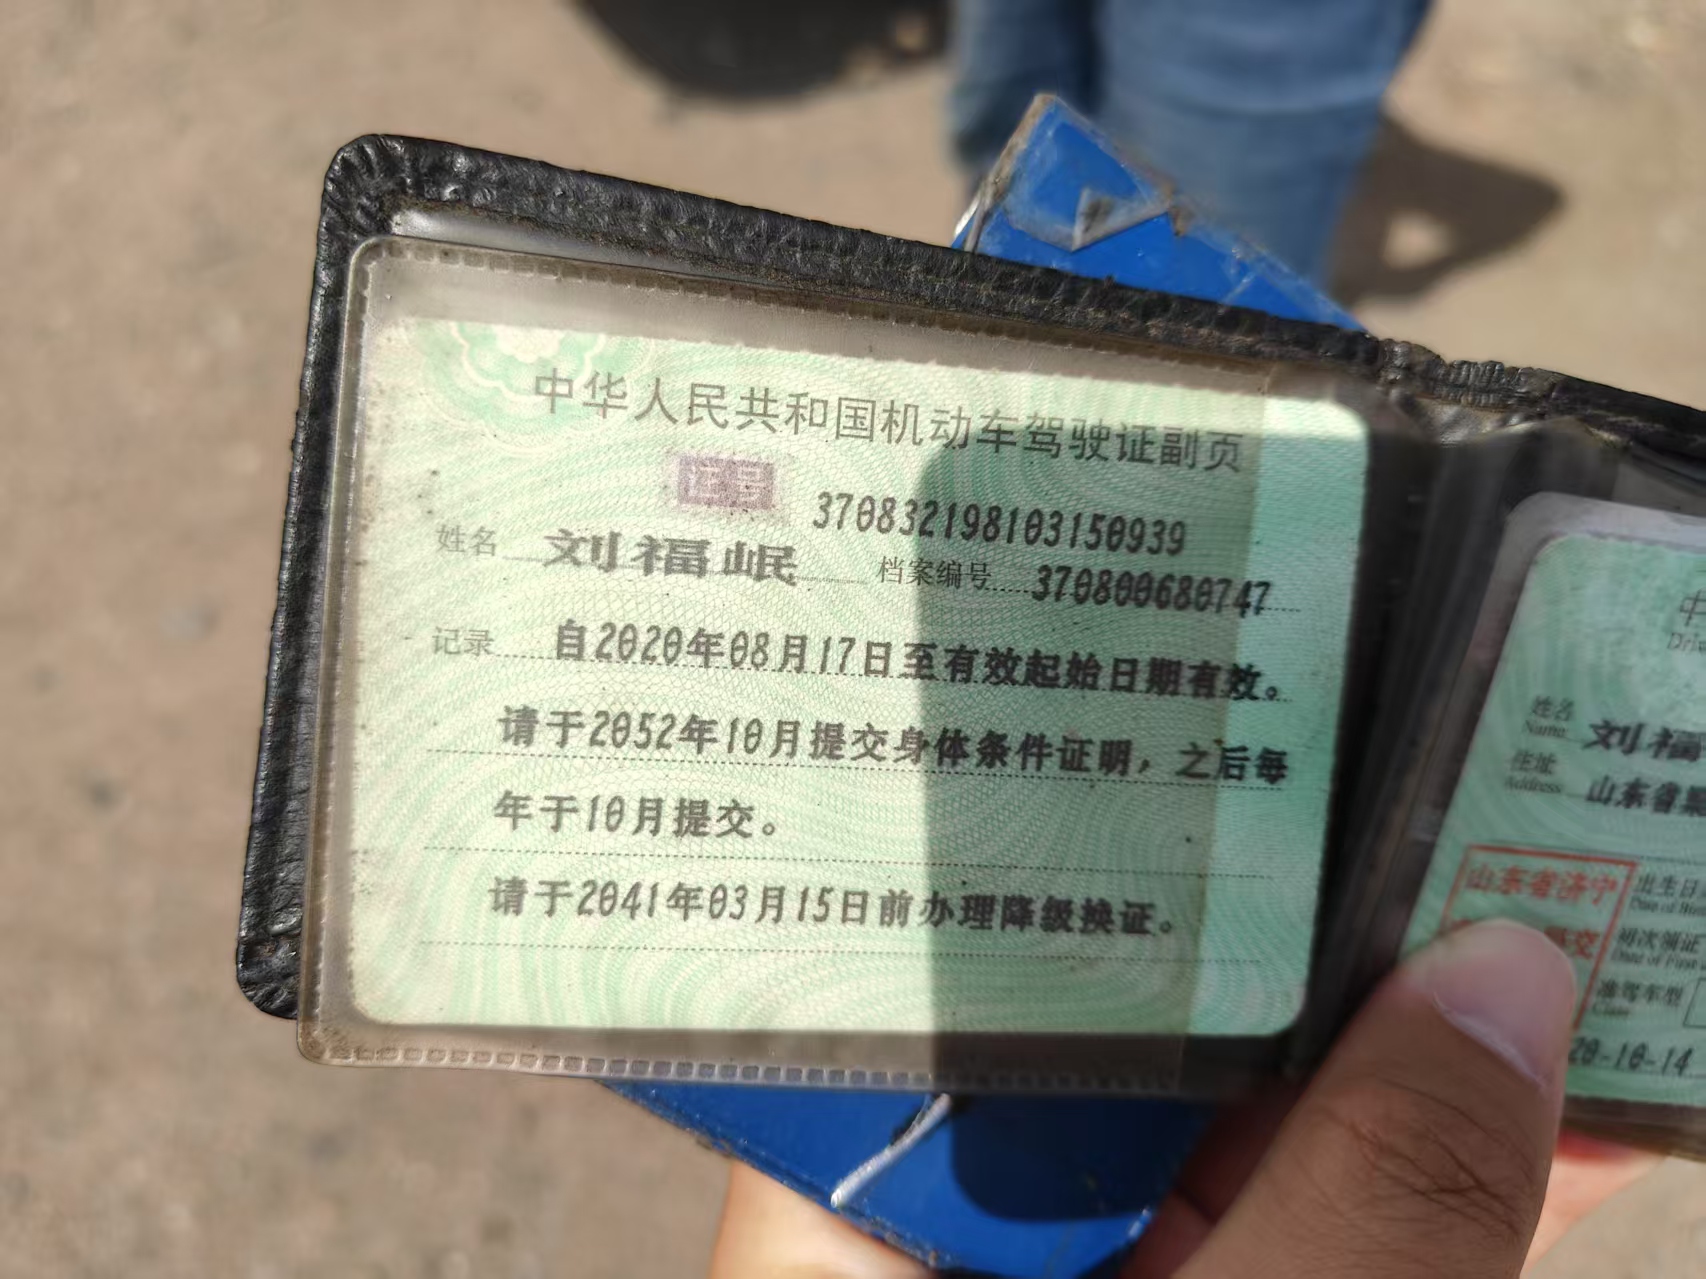 中华人民共和国机动车驾驶证副页
证号 370832198103150939
姓名 刘福岷 档案编号 370800680747
记录 自2020年08月17日至有效起始日期有效。
请于2052年10月提交身体条件证明，之后每
年于10月提交。
请于2041年03月15日前办理降级换证。
中
姓名 刘福
Name
住址 山东省
Address
山东省济宁
出生日
初次领证
Date of First
准驾车型
Class
20-10-14